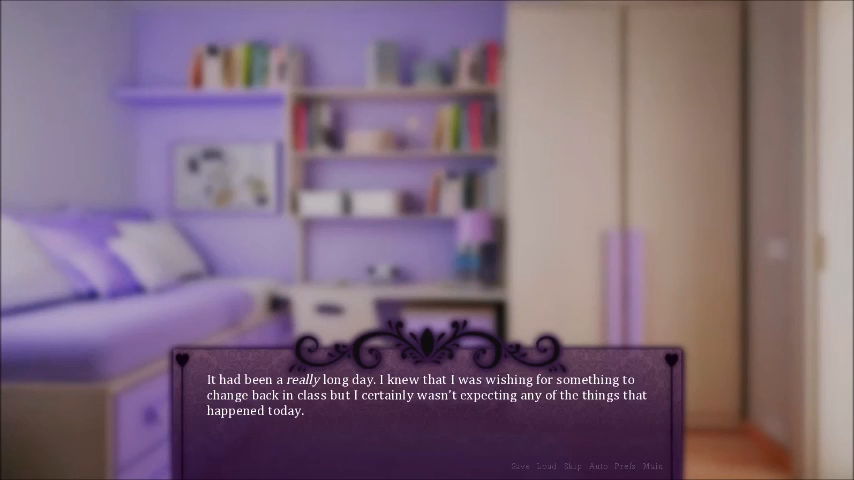 It had been a really long day. I knew that I was wishing for something to
change back in class but I certainly wasn't expecting any of the things that
happened today.
Save Load Skip Auto Prefs Main